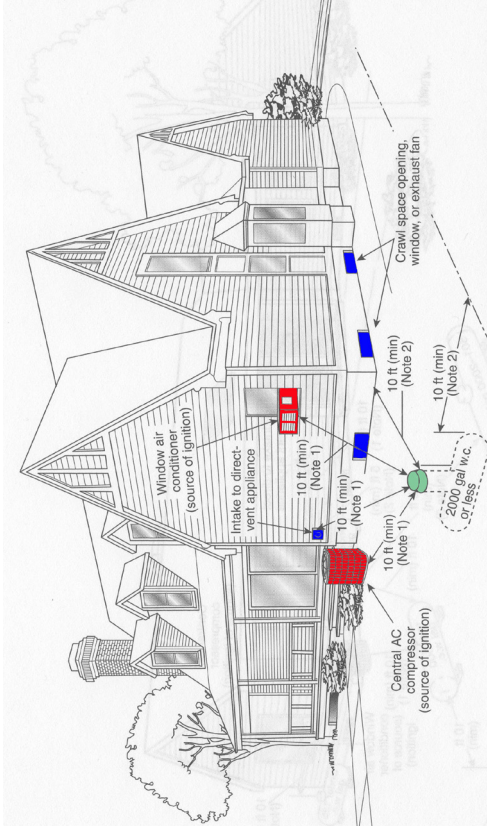 Window air
conditioner
(source of ignition)
Intake to direct-
vent appliance
10 ft (min)
(Note 1)
10 ft (min)
(Note 1)
10 ft (min)
(Note 1)
Central AC
compressor
(source of ignition)
2000 gal w.c.
or less
10 ft (min)
(Note 2)
10 ft (min)
(Note 2)
Crawl space opening,
window, or exhaust fan